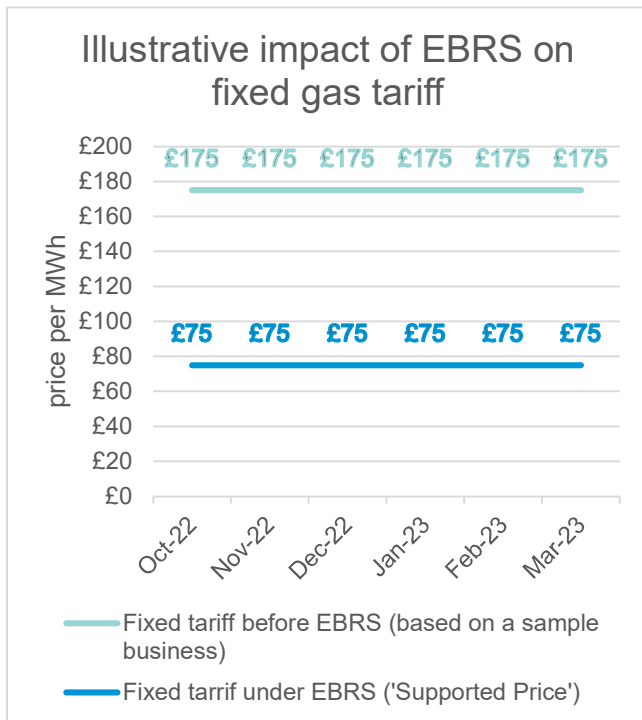 Illustrative impact of EBRS on
fixed gas tariff
price per MWh
£200
£180
£160
£140
£120
£100
£80
£60
£40
£20
£0
£175 £175 £175 £175 £175 £175
£75 £75 £75 £75 £75 £75
Oct-22 Nov-22 Dec-22 Jan-23 Feb-23 Mar-23
Fixed tariff before EBRS (based on a sample
business)
Fixed tarrif under EBRS ('Supported Price')